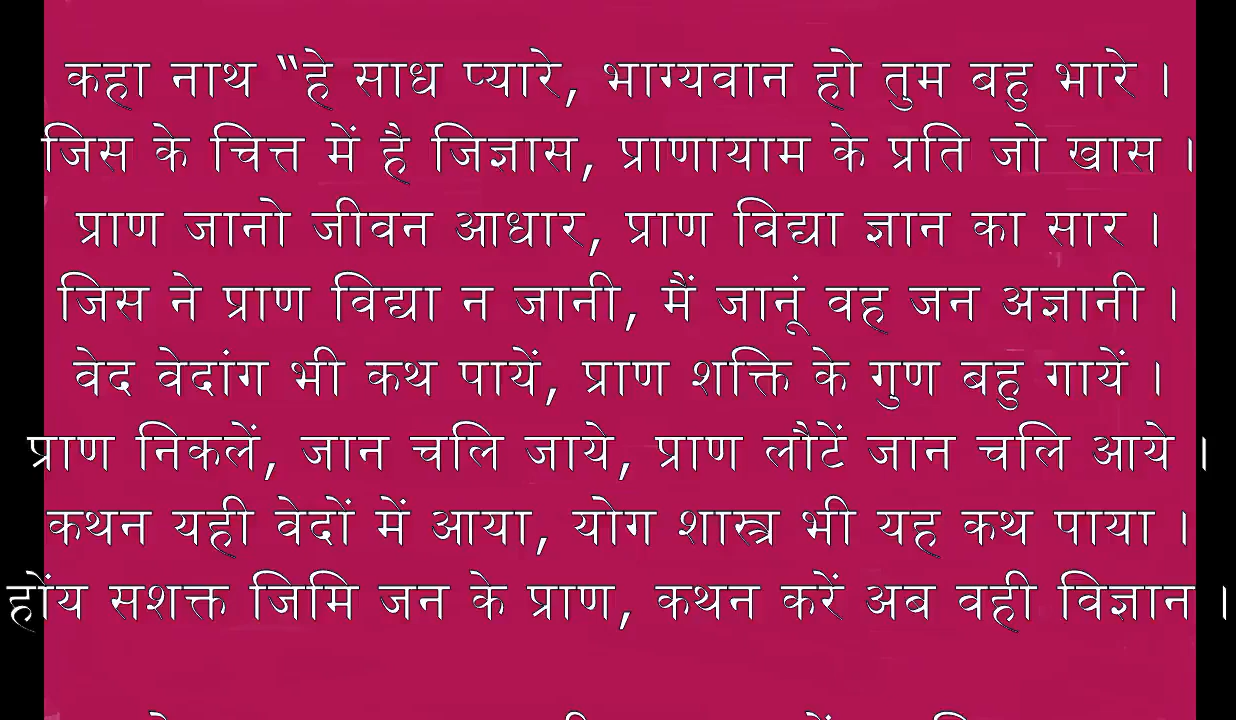 कहा नाथ “हे साध प्यारे, भाग्यवान हो तुम बहु भारे ।
जिस के चित्त में है जिज्ञास, प्राणायाम के प्रति जो खास ।
प्राण जानो जीवन आधार, प्राण विद्या ज्ञान का सार ।
जिस ने प्राण विद्या न जानी, मैं जानूं वह जन अज्ञानी ।
वेद वेदांग भी कथ पायें, प्राण शक्ति के गुण बहु गायें ।
प्राण निकलें, जान चलि जाये, प्राण लौटें जान चलि आये ।
कथन यही वेदों में आया, योग शास्त्र भी यह कथ पाया ।
होंय सशक्त जिमि जन के प्राण, कथन करें अब वही विज्ञान ।